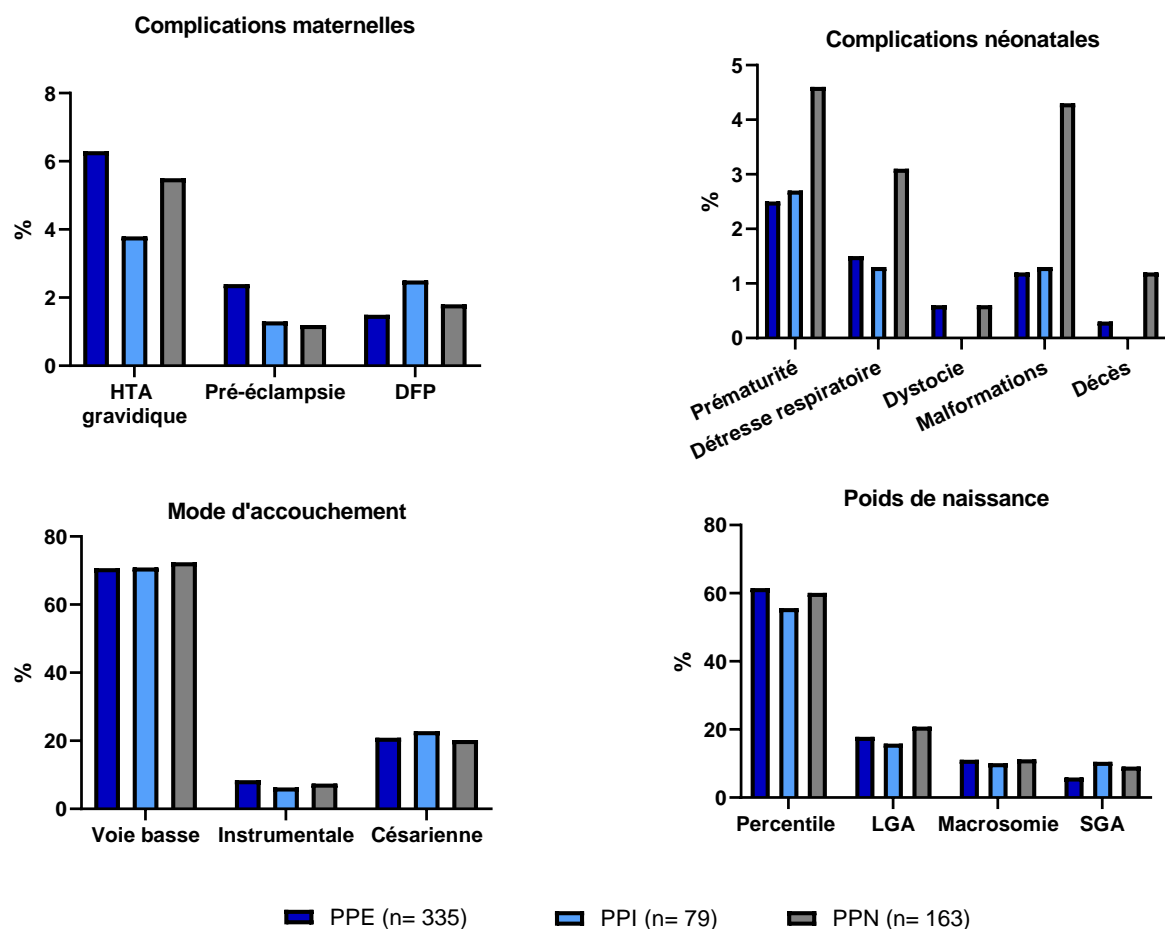 Complications maternelles
8
6
4
2
0
%
HTA
gravidique
Pré-éclampsie
DFP
Complications néonatales
5
4
3
2
1
0
%
Prématurité
Détresse respiratoire
Dystocie
Malformations
Décès
Mode d'accouchement
80
60
40
20
0
%
Voie basse
Instrumentale
Césarienne
Poids de naissance
80
60
40
20
0
%
Percentile
LGA
Macrosomie
SGA
PPE (n= 335)
PPI (n= 79)
PPN (n= 163)